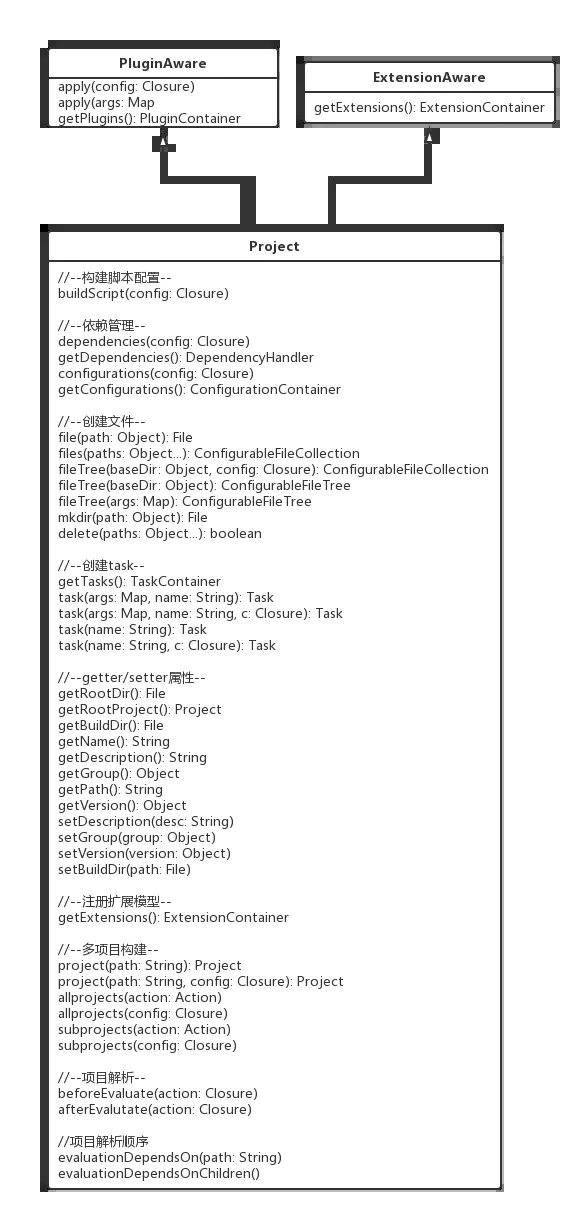 PluginAware
apply(config: Closure)
apply(args: Map
getPlugins(): PluginContainer
ExtensionAware
getExtensions(): ExtensionContainer
Project
//--构建脚本配置--
buildScript(config: Closure)
//--依赖管理--
dependencies(config: Closure)
getDependencies(): DependencyHandler
configurations(config: Closure)
getConfigurations(): ConfigurationContainer
//--创建文件--
file(path: Object): File
files(paths: Object...): ConfigurableFileCollection
fileTree(baseDir: Object, config: Closure): ConfigurableFileCollection
fileTree(baseDir: Object): ConfigurableFileTree
fileTree(args: Map): ConfigurableFileTree
mkdir(path: Object): File
delete(paths: Object...): boolean
//--创建task--
getTasks(): TaskContainer
task(args: Map, name: String): Task
task(args: Map, name: String, c: Closure): Task
task(name: String): Task
task(name: String, c: Closure): Task
//--getter/setter属性--
getRootDir(): File
getRootProject(): Project
getBuildDir(): File
getName(): String
getDescription(): String
getGroup(): Object
getPath(): String
getVersion(): Object
setDescription(desc: String)
setGroup(group: Object)
setVersion(version: Object)
setBuildDir(path: File)
//--注册扩展模型--
getExtensions(): ExtensionContainer
//--多项目构建--
project(path: String): Project
project(path: String, config: Closure): Project
allprojects(action: Action)
allprojects(config: Closure)
subprojects(action: Action)
subprojects(config: Closure)
//--项目解析--
beforeEvaluate(action: Closure)
afterEvalutate(action: Closure)
//项目解析顺序
evaluationDependsOn(path: String)
evaluationDependsOnChildren()